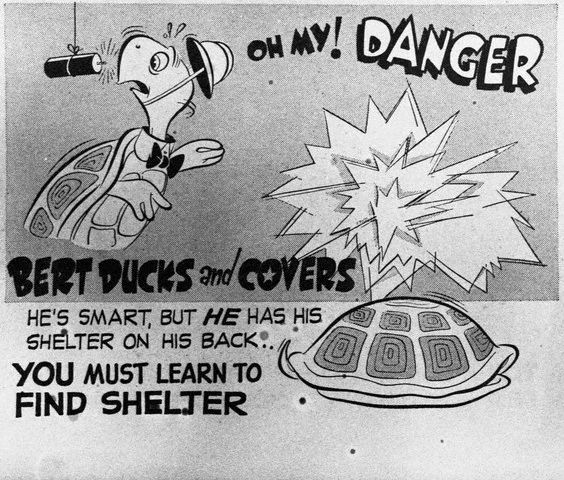 OH MY! DANGER
BERT DUCKS and COVERS
HE'S SMART, BUT HE HAS HIS
SHELTER ON HIS BACK..
YOU MUST LEARN TO
FIND SHELTER